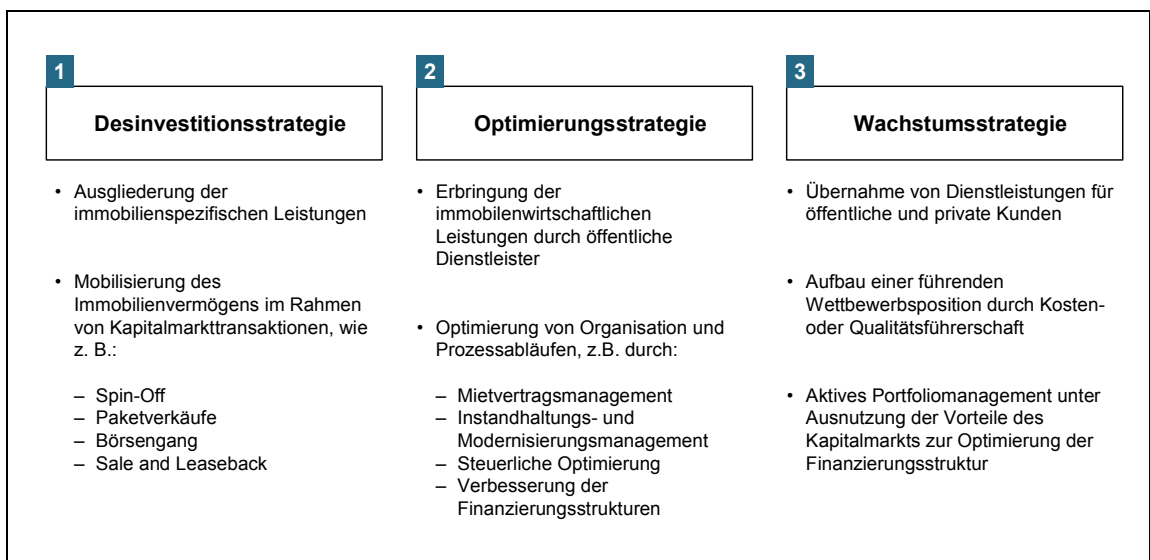 1
Desinvestitionsstrategie
• Ausgliederung der
immobilienspezifischen Leistungen
• Mobilisierung des
Immobilienvermögens im Rahmen
von Kapitalmarkttransaktionen, wie
z. B.:
– Spin-Off
– Paketverkäufe
– Börsengang
– Sale and Leaseback
2
Optimierungsstrategie
• Erbringung der
immobilenwirtschaftlichen
Leistungen durch öffentliche
Dienstleister
• Optimierung von Organisation und
Prozessabläufen, z.B. durch:
– Mietvertragsmanagement
– Instandhaltungs- und
Modernisierungsmanagement
– Steuerliche Optimierung
– Verbesserung der
Finanzierungsstrukturen
3
Wachstumsstrategie
• Übernahme von Dienstleistungen für
öffentliche und private Kunden
• Aufbau einer führenden
Wettbewerbsposition durch Kosten-
oder Qualitätsführerschaft
• Aktives Portfoliomanagement unter
Ausnutzung der Vorteile des
Kapitalmarkts zur Optimierung der
Finanzierungsstruktur